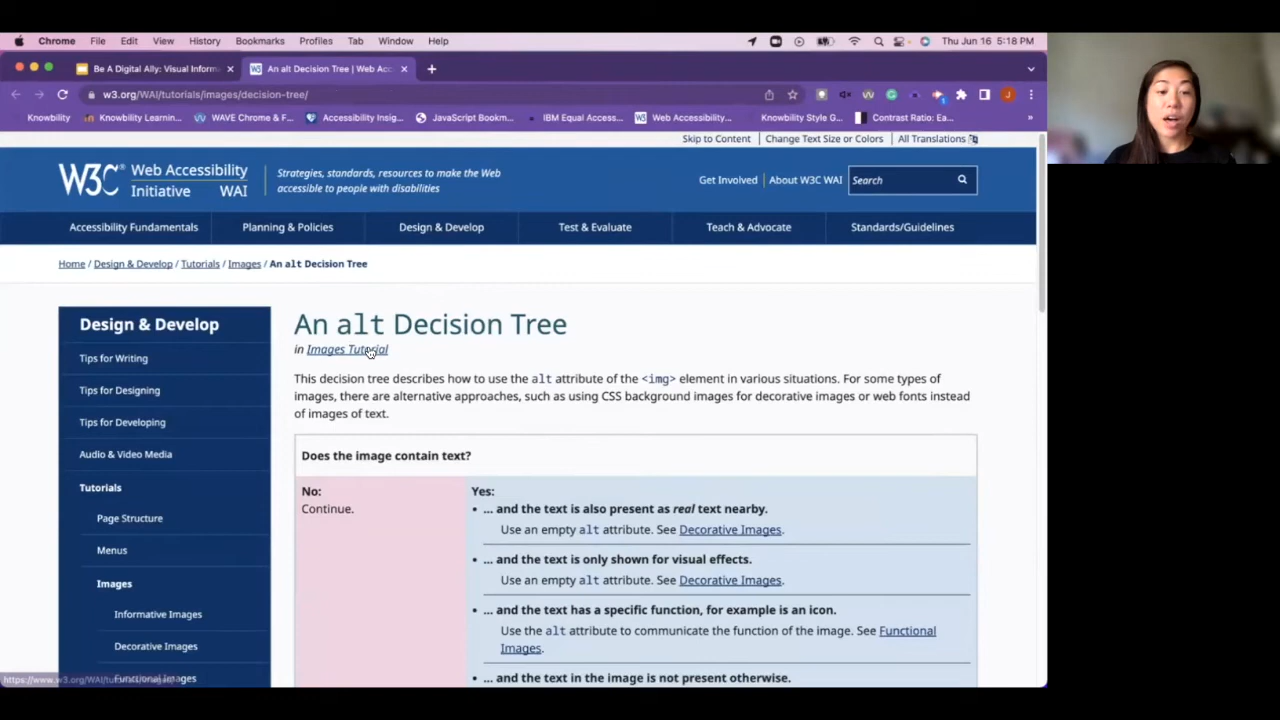 Chrome File Edit View History Bookmarks Profiles Tab Window Help Thu Jun 16 5:18 PM
Be A Digital Ally: Visual Inform
An alt Decision Tree | Web Acc
w3.org/WAI/tutorials/images/decision-tree/
J
Knowbility
Knowbility Learnin...
WAVE Chrome & F...
Accessibility Insig...
JavaScript Bookm...
IBM Equal Access...
Web Accessibility...
Knowbility Style G...
Contrast Ratio: Ea...
»
Skip to Content | Change Text Size or Colors | All Translations
W3C® Web Accessibility Initiative WAI
Strategies, standards, resources to make the Web
accessible to people with disabilities
Get Involved | About W3C WAI
Search
Accessibility Fundamentals
Planning & Policies
Design & Develop
Test & Evaluate
Teach & Advocate
Standards/Guidelines
Home / Design & Develop / Tutorials / Images / An alt Decision Tree
Design & Develop
Tips for Writing
Tips for Designing
Tips for Developing
Audio & Video Media
Tutorials
Page Structure
Menus
Images
Informative Images
Decorative Images
Functional Images
An alt Decision Tree
in Images Tutorial
This decision tree describes how to use the alt attribute of the <img> element in various situations. For some types of
images, there are alternative approaches, such as using CSS background images for decorative images or web fonts instead
of images of text.
Does the image contain text?
No:
Continue.
Yes:
• ... and the text is also present as real text nearby.
Use an empty alt attribute. See Decorative Images.
• ... and the text is only shown for visual effects.
Use an empty alt attribute. See Decorative Images.
• ... and the text has a specific function, for example is an icon.
Use the alt attribute to communicate the function of the image. See Functional
Images.
• ... and the text in the image is not present otherwise.
https://www.w3.org/WAI/tutorials/images/